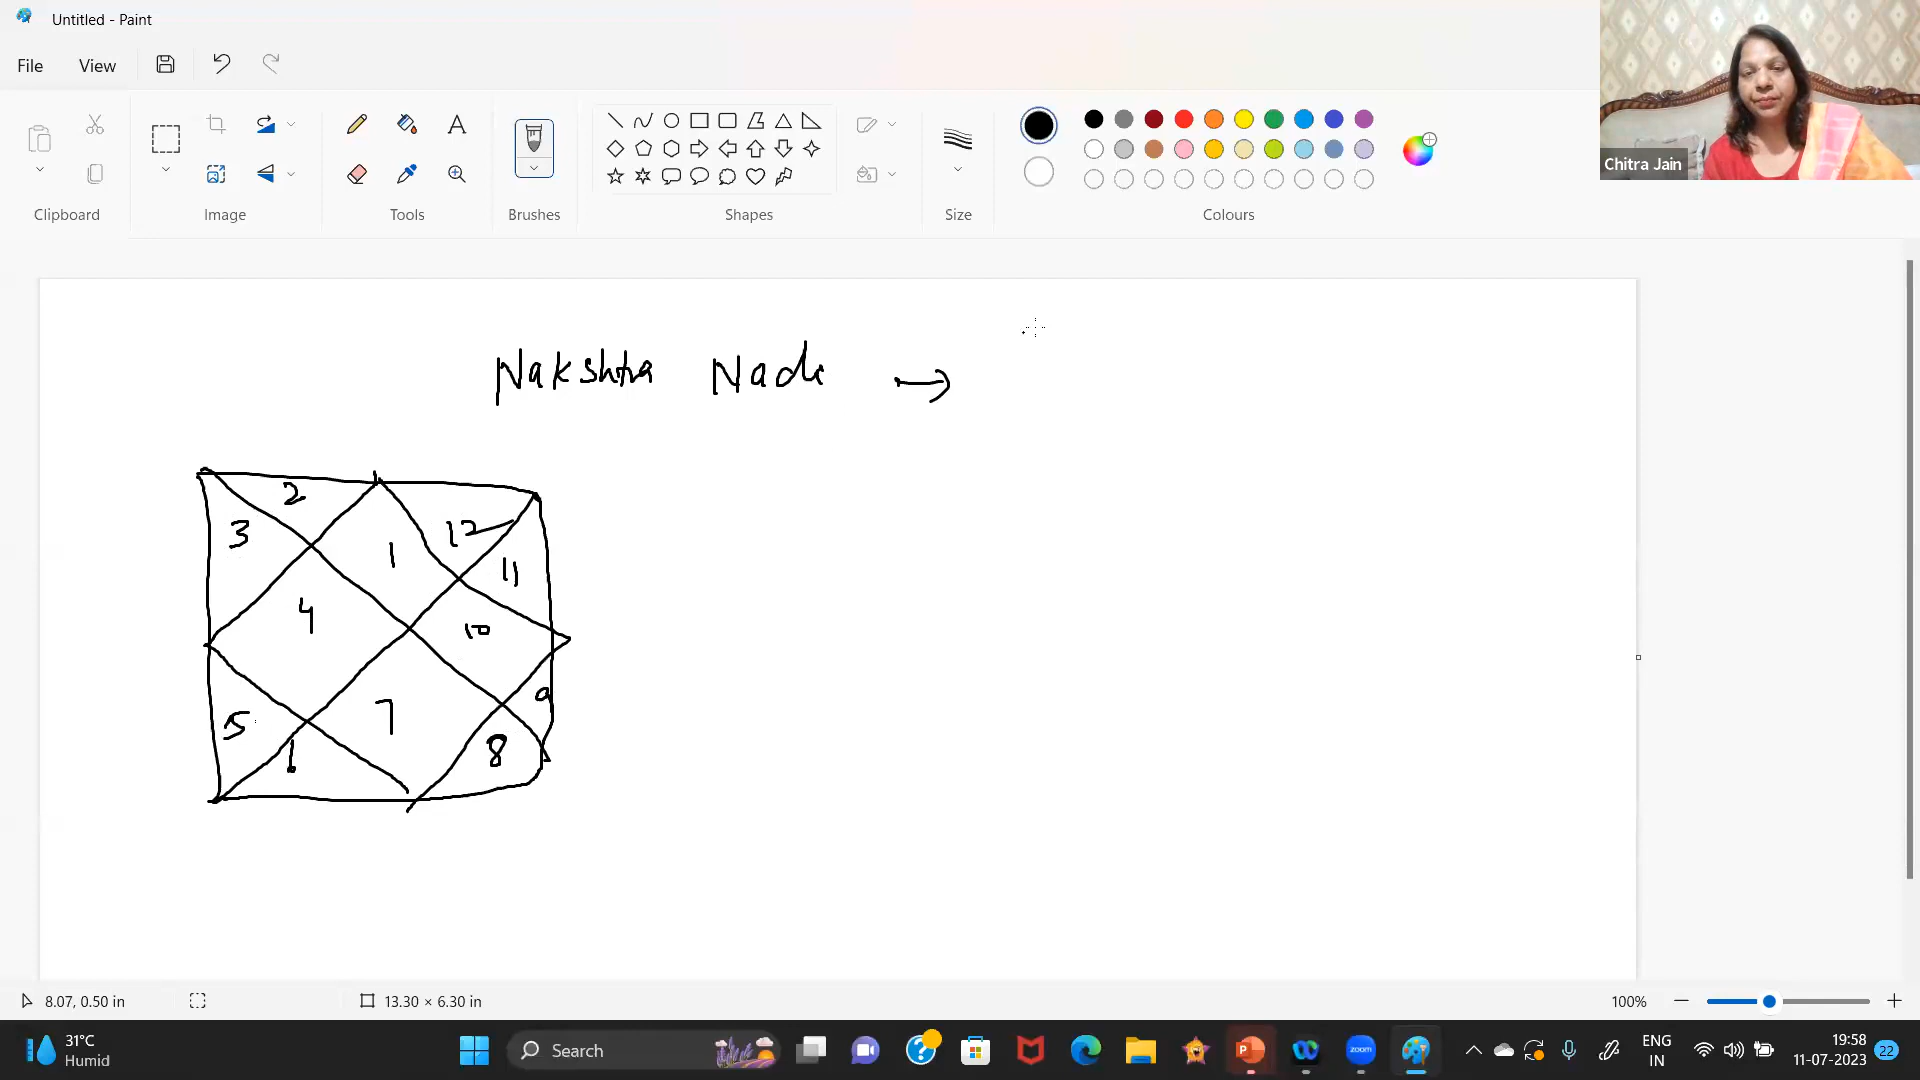 Untitled - Paint
File View
Clipboard Image Tools Brushes Shapes Size Colours
Chitra Jain
Nakshtra Nadi →
2
3 12
1
11
4
10
9
5 7
6 8
8.07, 0.50 in 13.30 × 6.30 in 100%
31°C
Humid
Search
zoom
ENG
IN
19:58
11-07-2023
22